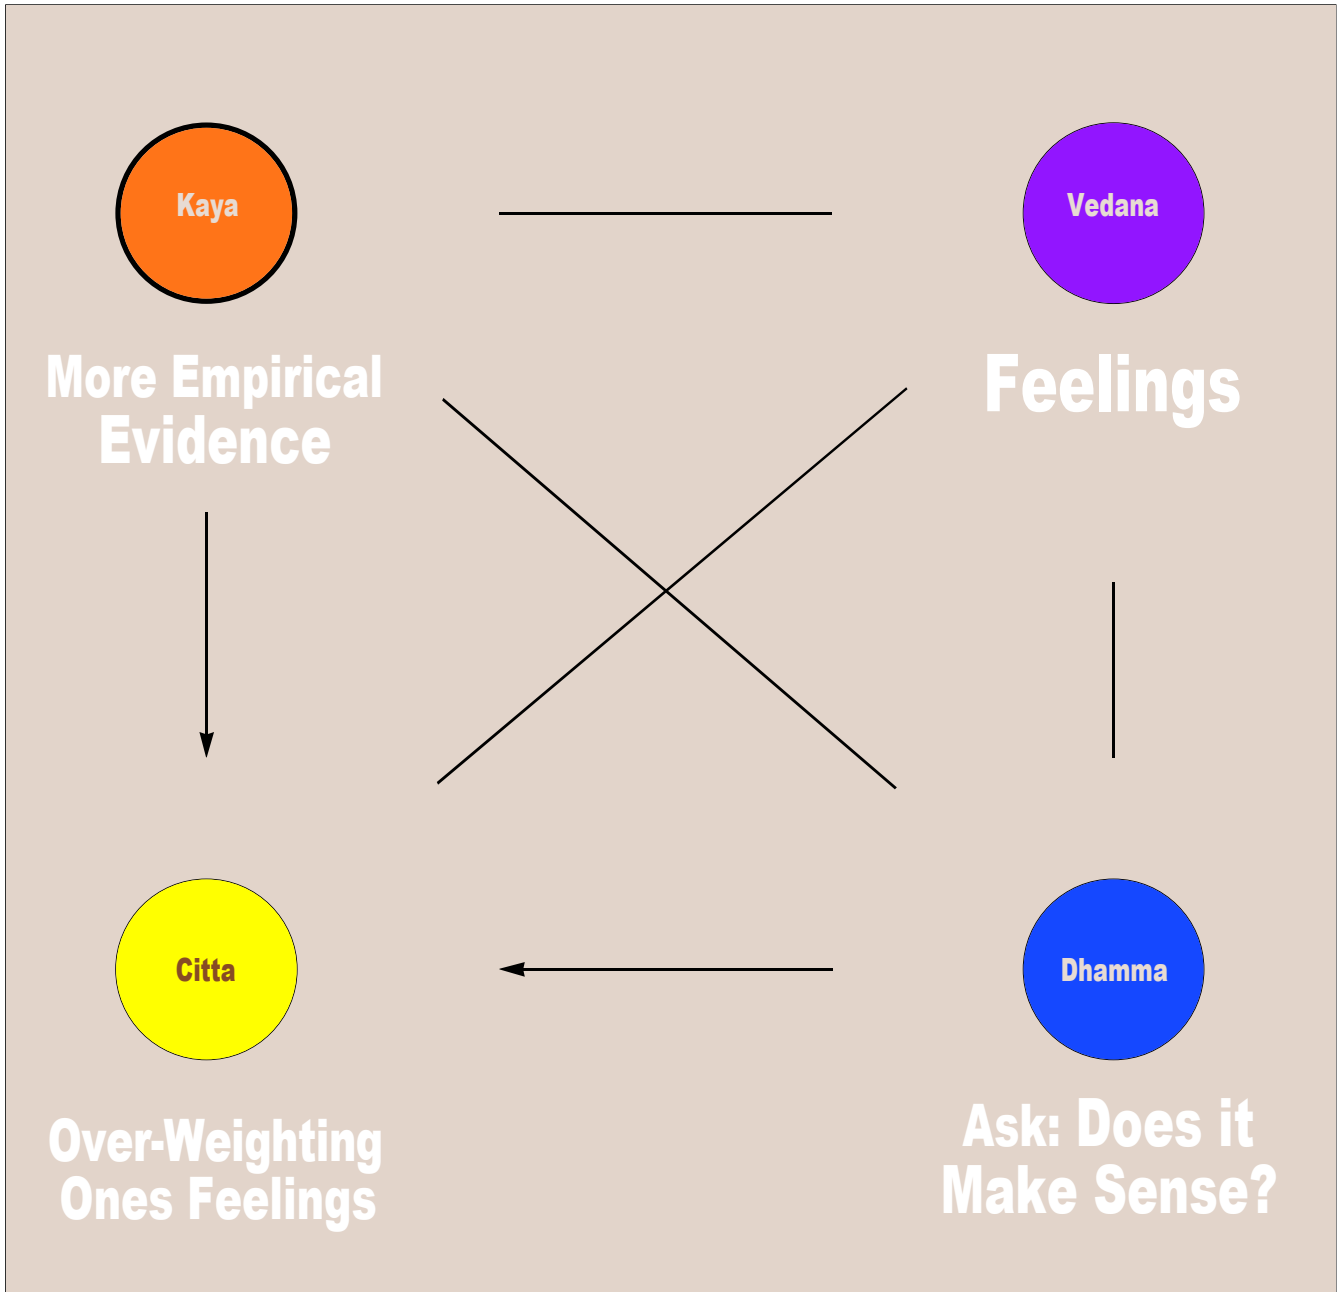 Kaya
Vedana
More Empirical
Evidence
Feelings
Citta
Dhamma
Over-Weighting
Ones Feelings
Ask: Does it
Make Sense?